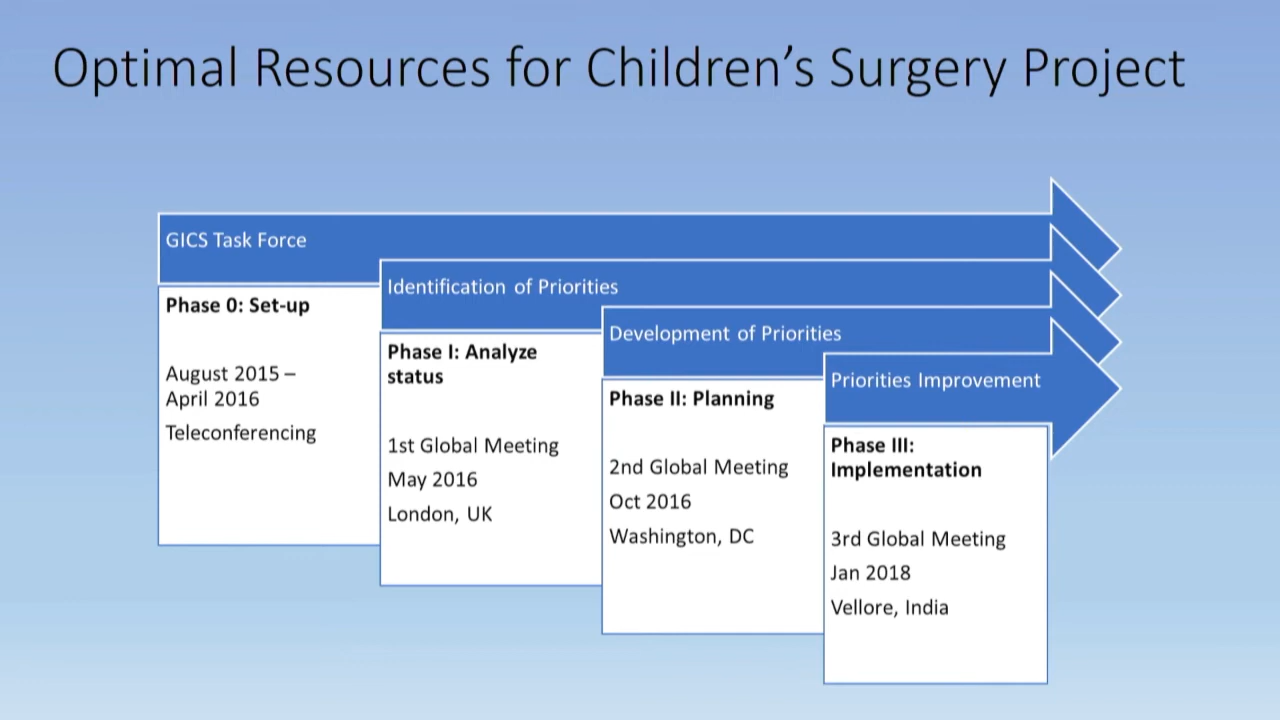 Optimal Resources for Children’s Surgery Project
GICS Task Force
Phase 0: Set-up
August 2015 –
April 2016
Teleconferencing
Identification of Priorities
Phase I: Analyze
status
1st Global Meeting
May 2016
London, UK
Development of Priorities
Phase II: Planning
2nd Global Meeting
Oct 2016
Washington, DC
Priorities Improvement
Phase III:
Implementation
3rd Global Meeting
Jan 2018
Vellore, India